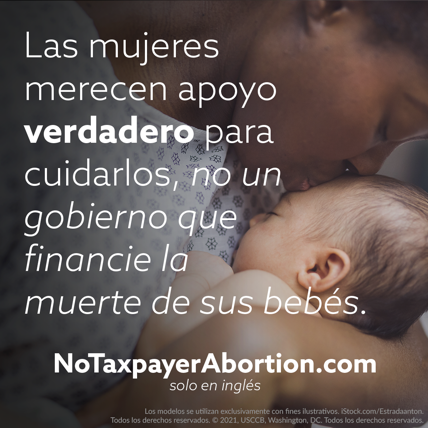 Las mujeres
merecen apoyo
verdadero para
cuidarlos, no un
gobierno que
financie la
muerte de sus bebés.
NoTaxpayerAbortion.com
solo en inglés
Los modelos se utilizan exclusivamente con fines ilustrativos. iStock.com/Estradaanton.
Todos los derechos reservados. © 2021, USCCB, Washington, DC. Todos los derechos reservados.